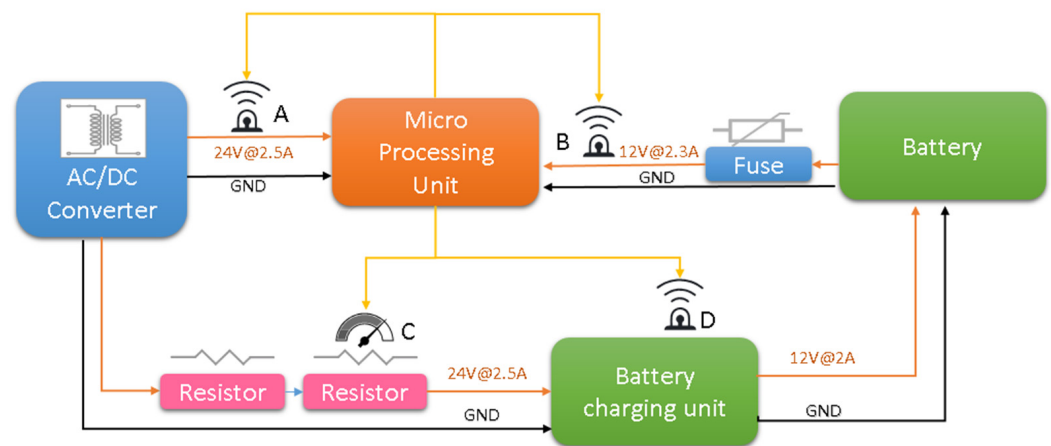 A
B
Micro
Processing
Unit
24V@2.5A
GND
AC/DC
Converter
12V@2.3A
GND
Fuse
Battery
C
D
Resistor
Resistor
24V@2.5A
GND
Battery
charging unit
12V@2A
GND